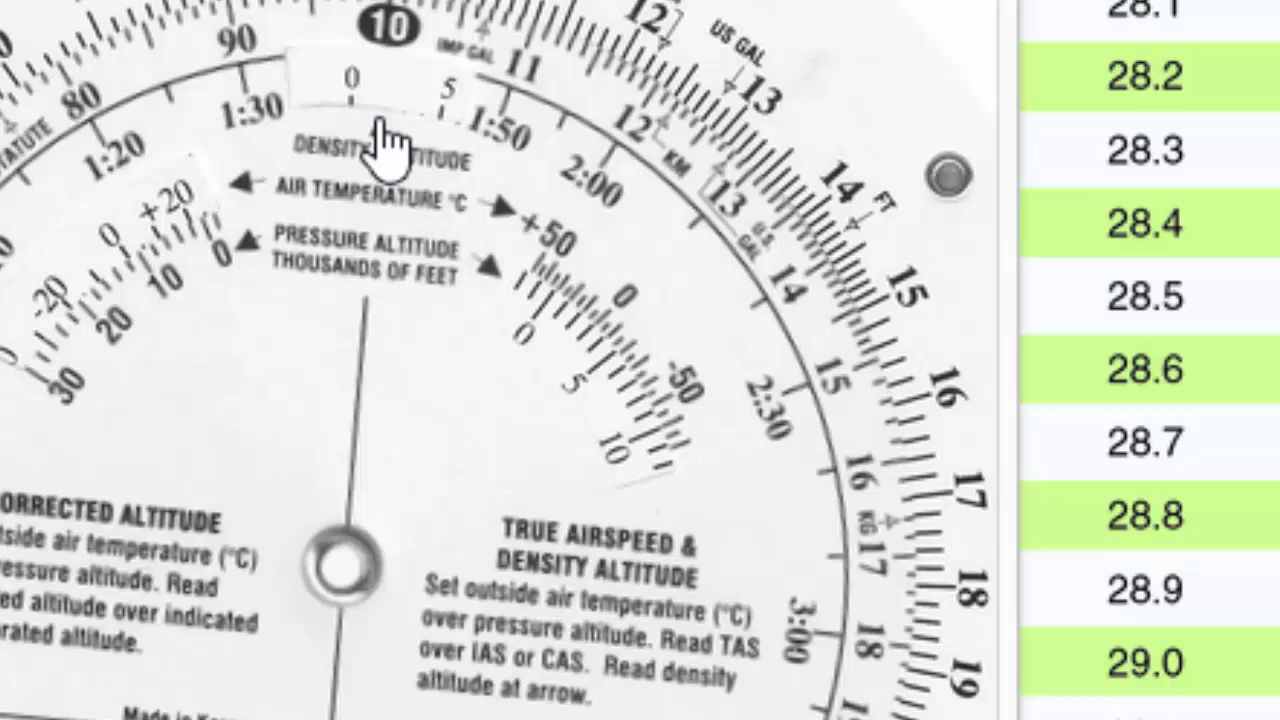 12
US GAL
13
14
FT
15
16
17
18
19
10
IMP GAL
90
11
80
STATUTE
12
KM
13
U.S. GAL
14
15
16
KG
17
18
1:20
1:30
0
5
1:50
2:00
2:30
3:00
DENSITY ALTITUDE
AIR TEMPERATURE °C
PRESSURE ALTITUDE
THOUSANDS OF FEET
-20
0
+20
30
20
10
0
+50
0
-50
0
5
10
ORRECTED ALTITUDE
tside air temperature (°C)
essure altitude. Read
ed altitude over indicated
rated altitude.
TRUE AIRSPEED &
DENSITY ALTITUDE
Set outside air temperature (°C)
over pressure altitude. Read TAS
over IAS or CAS. Read density
altitude at arrow.
Made in
28.1
28.2
28.3
28.4
28.5
28.6
28.7
28.8
28.9
29.0